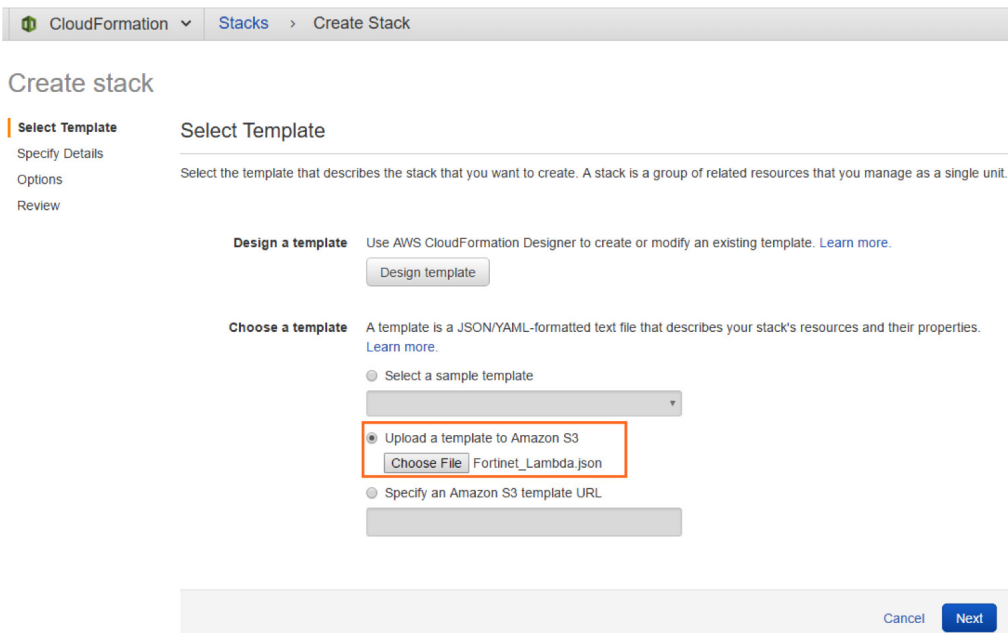 CloudFormation Stacks > Create Stack
Create stack
Select Template
Specify Details
Options
Review
Select Template
Select the template that describes the stack that you want to create. A stack is a group of related resources that you manage as a single unit.
Design a template Use AWS CloudFormation Designer to create or modify an existing template. Learn more.
Design template
Choose a template A template is a JSON/YAML-formatted text file that describes your stack's resources and their properties.
Learn more.
Select a sample template
Upload a template to Amazon S3
Choose File Fortinet_Lambda.json
Specify an Amazon S3 template URL
Cancel Next